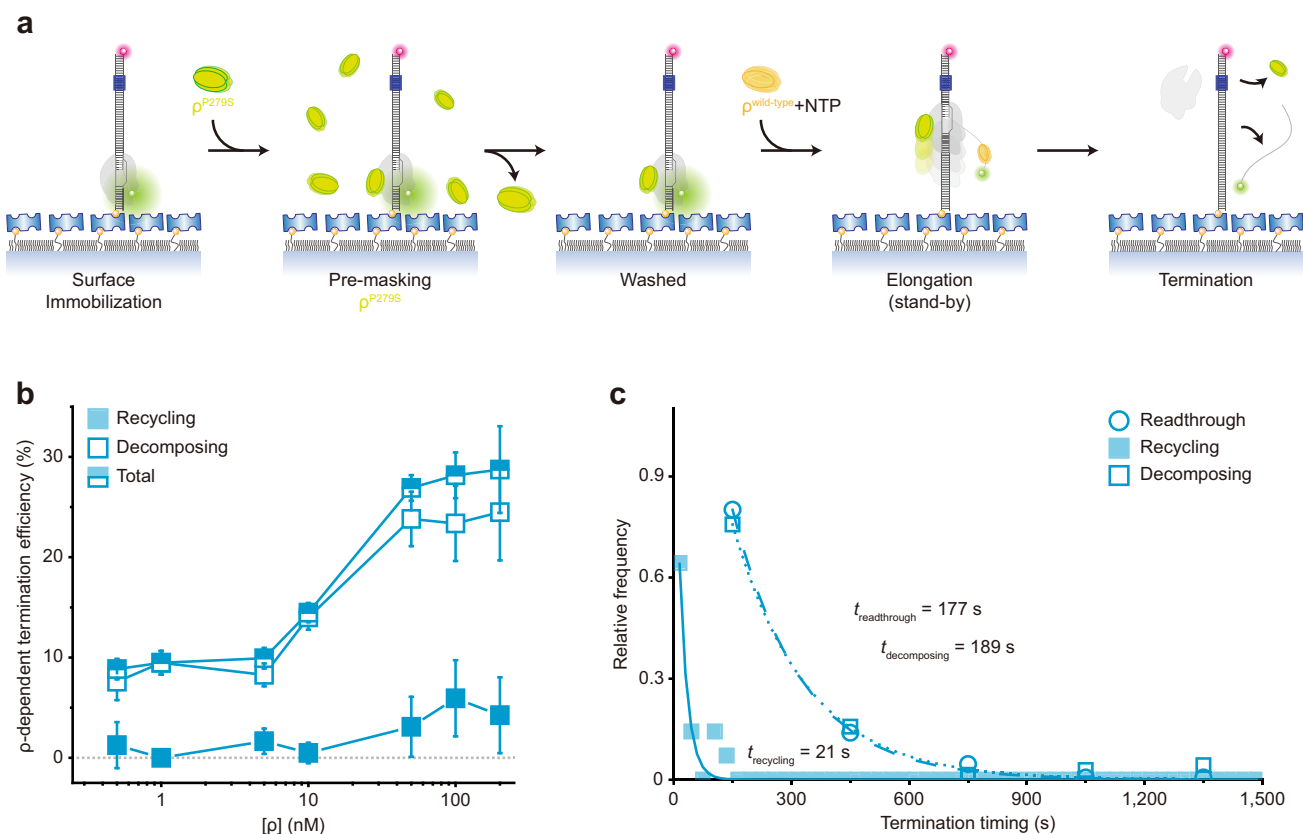 a
ρP279S
ρwild-type+NTP
Surface
Immobilization
Pre-masking
ρP279S
Washed
Elongation
(stand-by)
Termination
b
Recycling
Decomposing
Total
ρ-dependent termination efficiency (%)
30
20
10
0
1
10
100
[ρ] (nM)
c
Readthrough
Recycling
Decomposing
Relative frequency
0.9
0.6
0.3
0
treadthrough = 177 s
tdecomposing = 189 s
trecycling = 21 s
0
300
600
900
1,200
1,500
Termination timing (s)